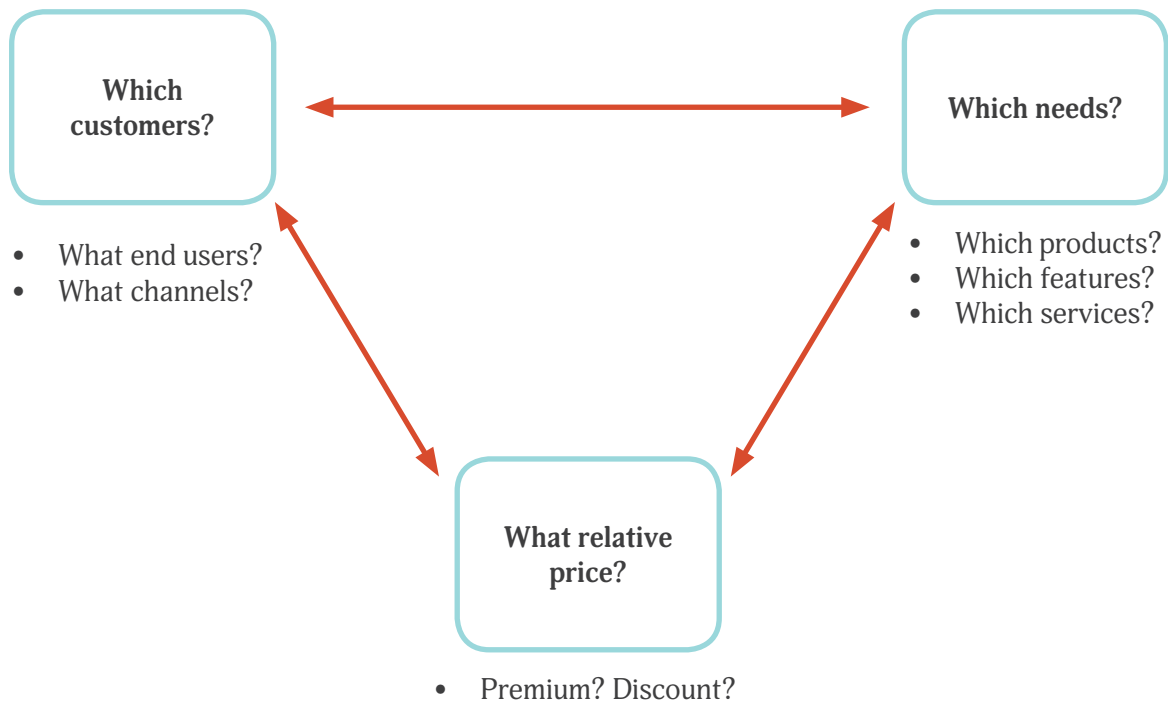 Which
customers?
Which needs?
• What end users?
• What channels?
• Which products?
• Which features?
• Which services?
What relative
price?
• Premium? Discount?